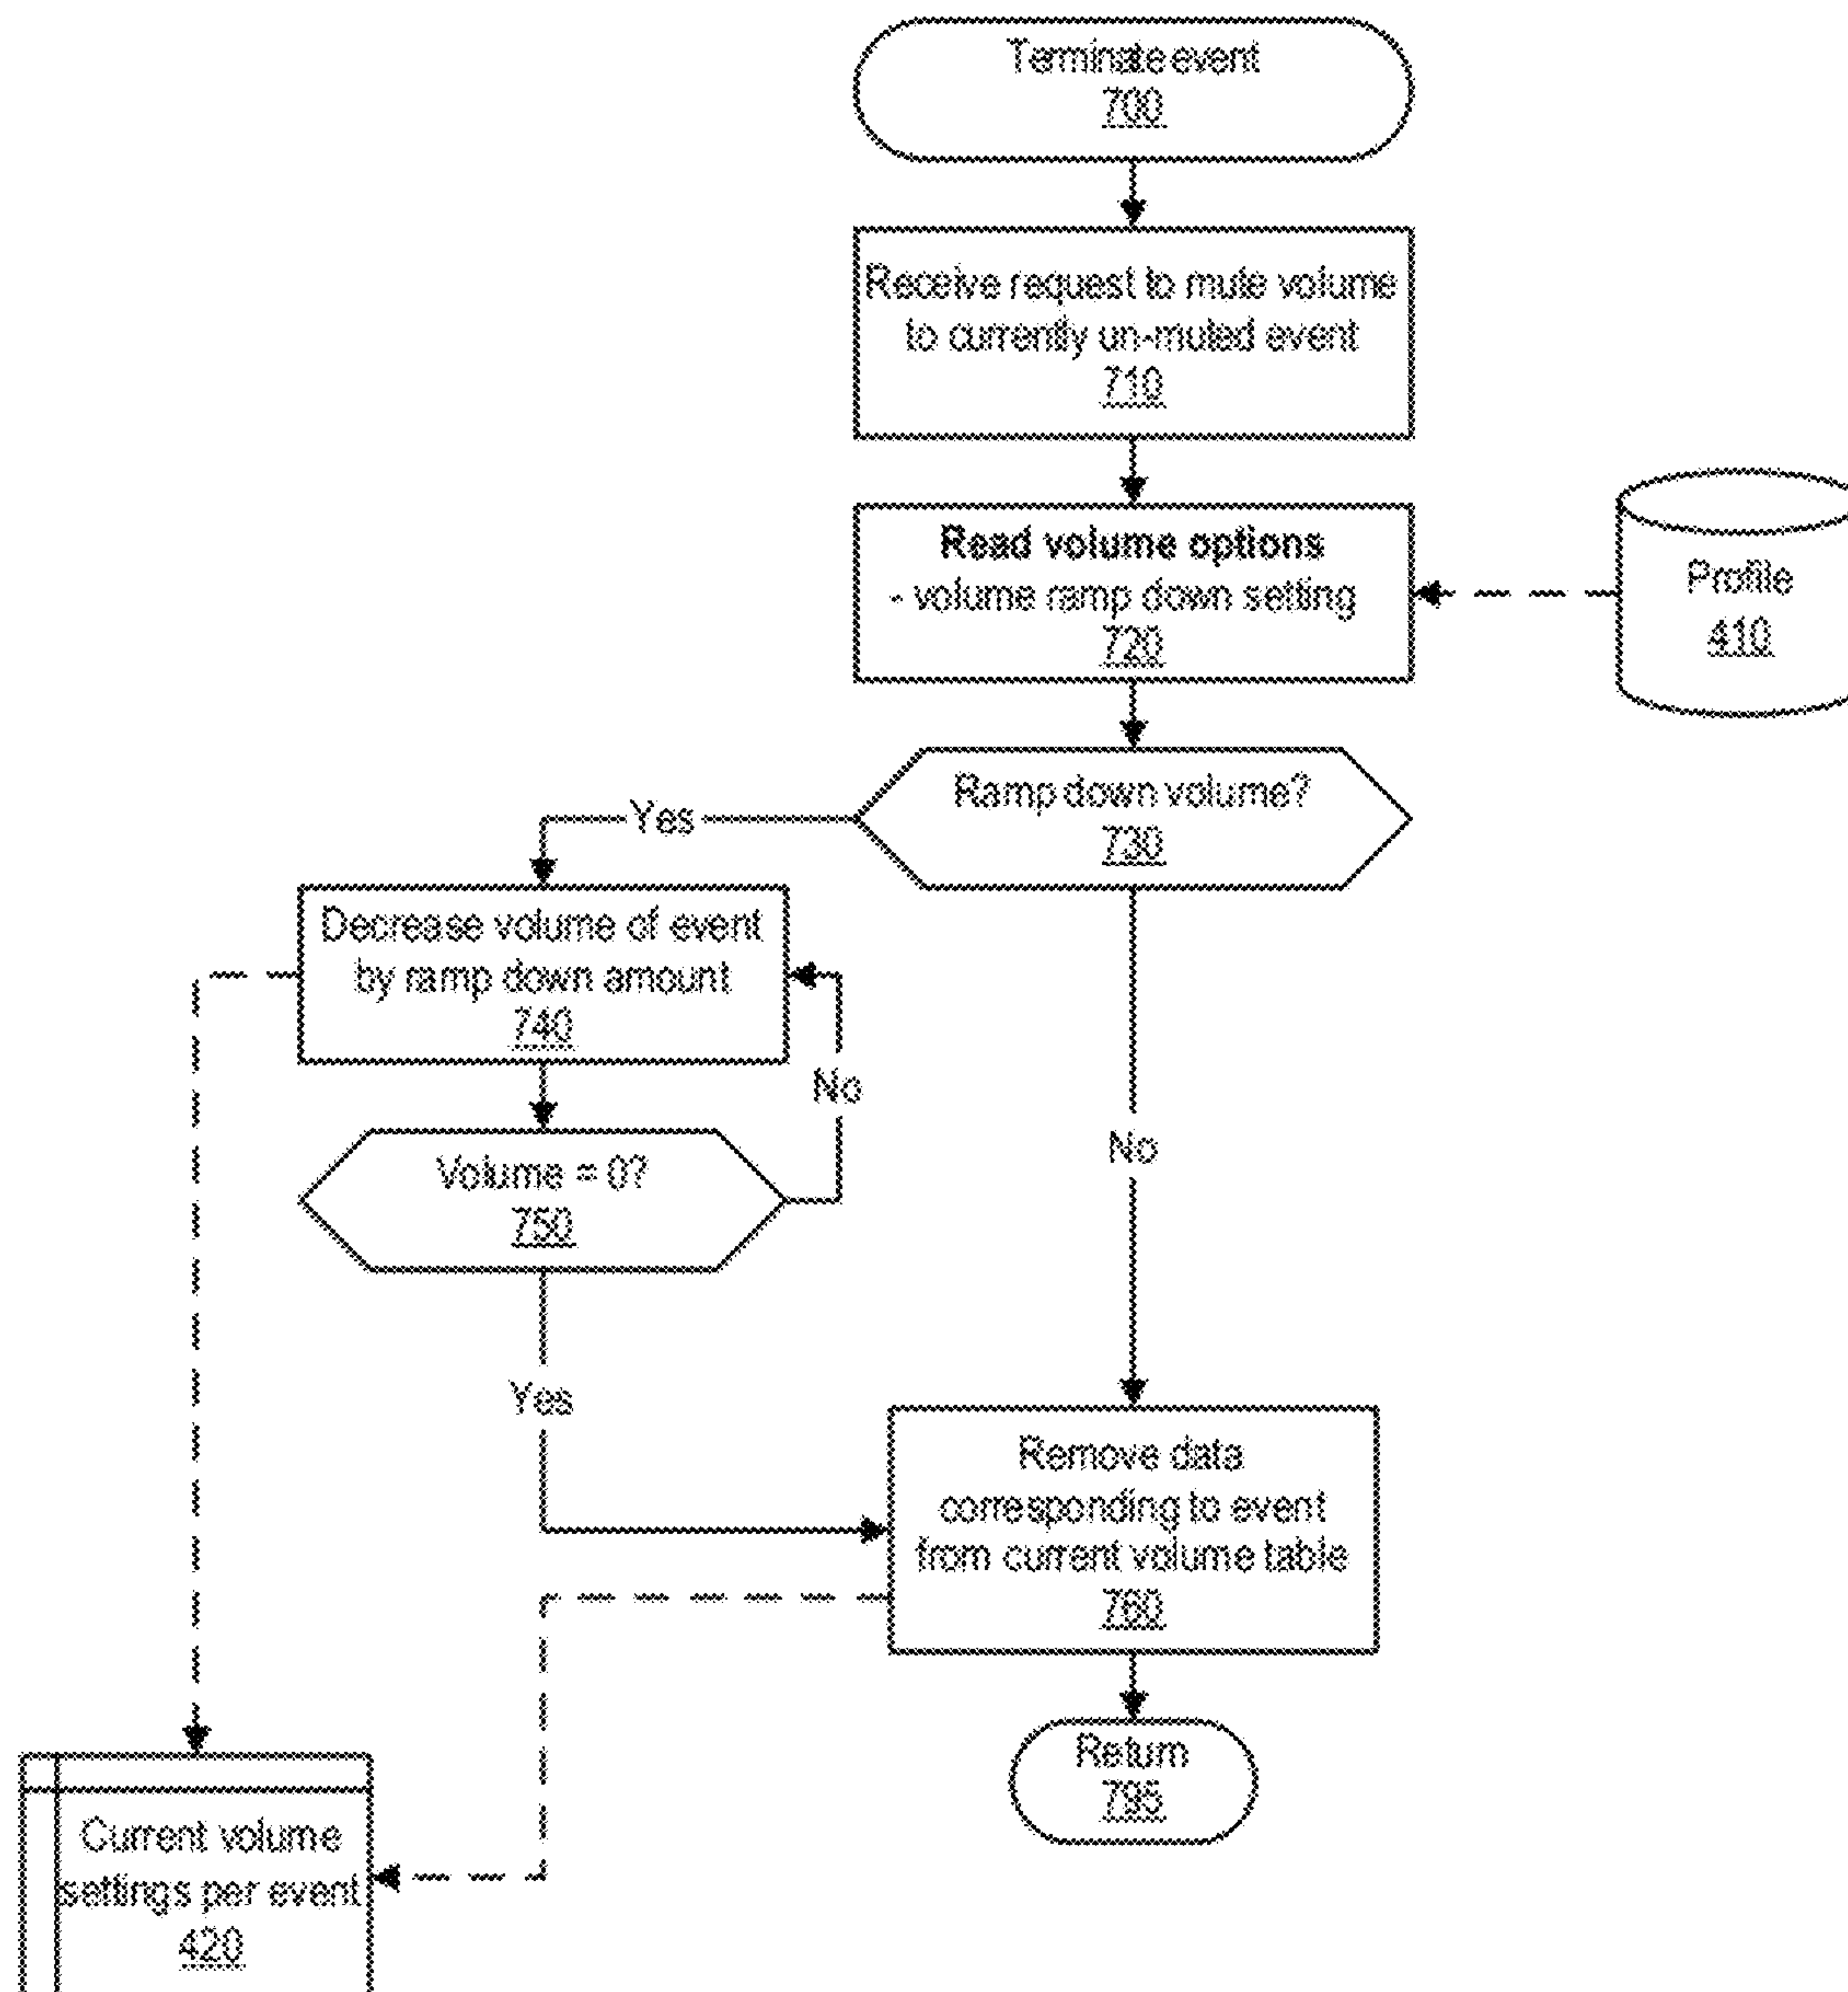 Terminate event
700
Receive request to mute volume
to currently un-muted event
710
Read volume options
- volume ramp down setting
720
Profile
410
Ramp down volume?
730
Yes
Decrease volume of event
by ramp down amount
740
No
No
Volume = 0?
750
Yes
Remove data
corresponding to event
from current volume table
760
Return
795
Current volume
settings per event
420